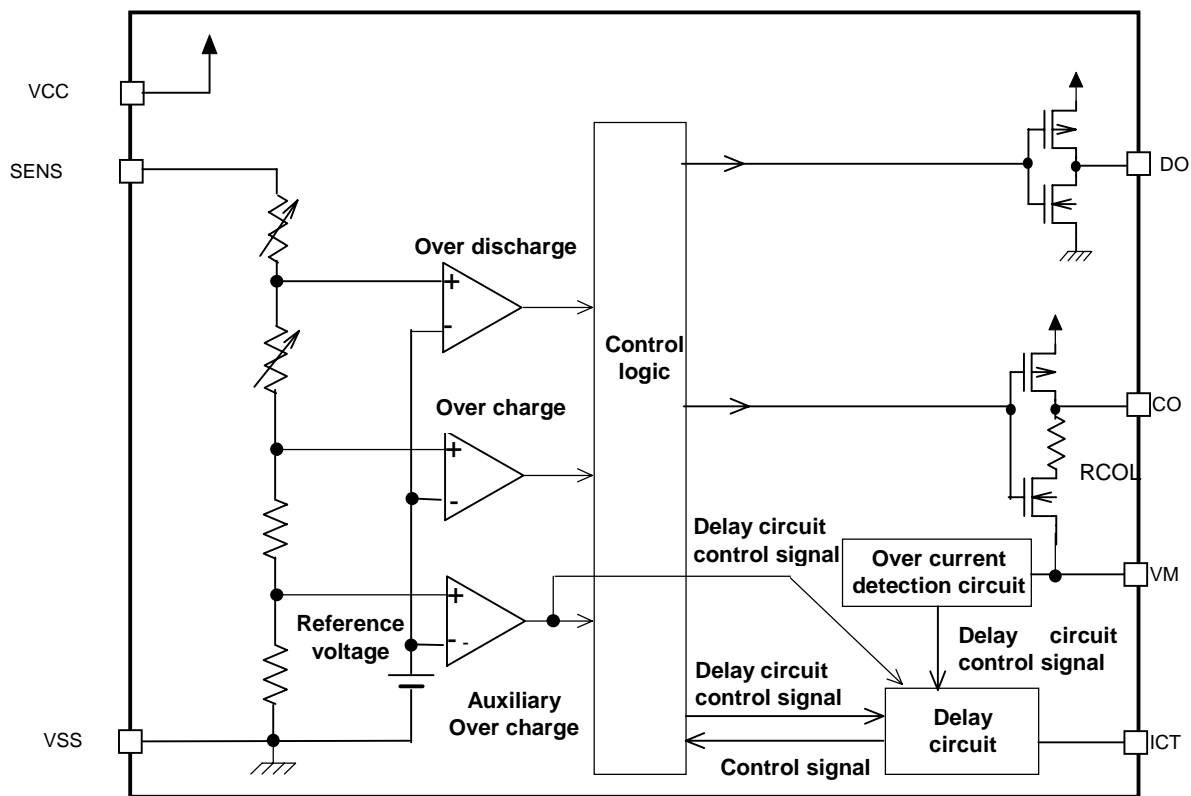 VCC
SENS
DO
Over discharge
+
-
Control
logic
Over charge
CO
+
-
RCOL
Delay circuit
control signal
Over current
detection circuit
VM
+
- -
Reference
voltage
Delay circuit
control signal
Delay circuit
control signal
Auxiliary
Over charge
Delay
circuit
VSS
ICT
Control signal